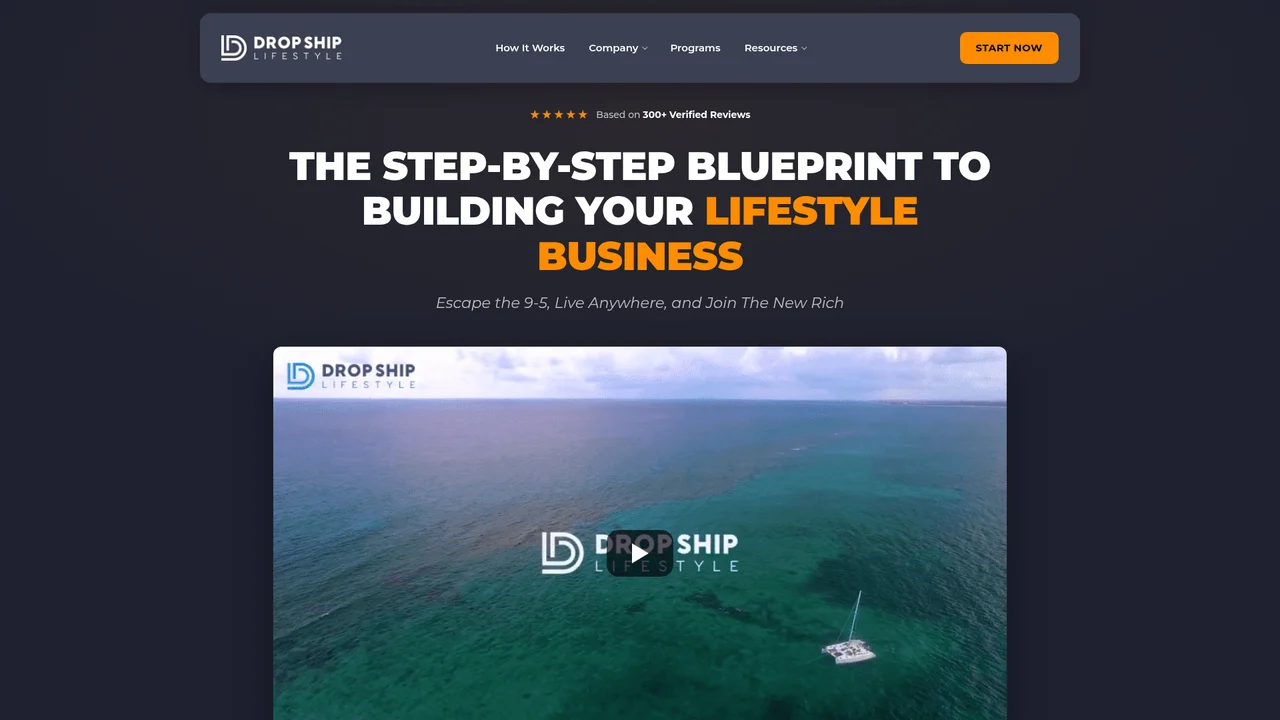 DROP SHIP
LIFESTYLE
How It Works
Company
Programs
Resources
START NOW
★★★★★ Based on 300+ Verified Reviews
THE STEP-BY-STEP BLUEPRINT TO
BUILDING YOUR LIFESTYLE
BUSINESS
Escape the 9-5, Live Anywhere, and Join The New Rich
DROP SHIP
LIFESTYLE
DROP SHIP
LIFESTYLE